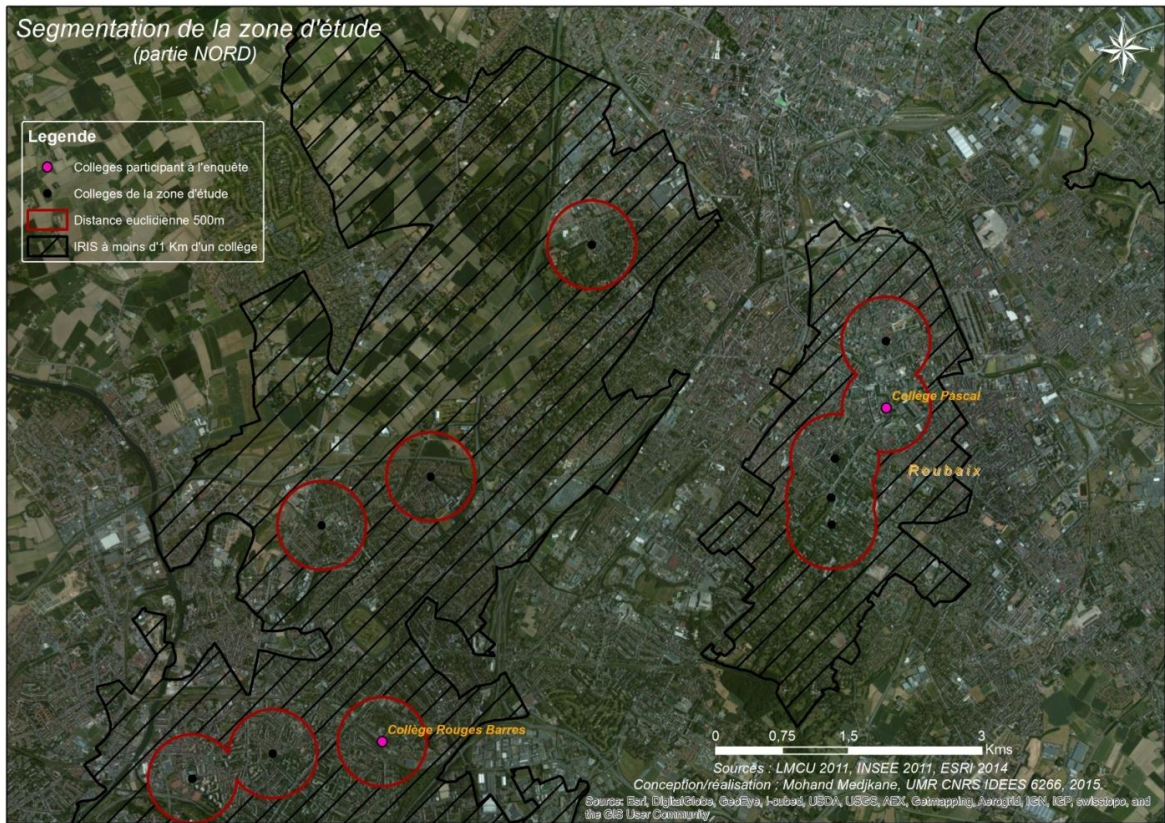 Segmentation de la zone d'étude
(partie NORD)
N
W E
S
Legende
Colleges participant à l'enquête
Colleges de la zone d'étude
Distance euclidienne 500m
IRIS à moins d'1 Km d'un collège
Collège Pascal
Roubaix
Collège Rouges Barres
0 0,75 1,5 3
Kms
Sources : LMCU 2011, INSEE 2011, ESRI 2014
Conception/réalisation : Mohand Medjkane, UMR CNRS IDEES 6266, 2015.
Source: Esri, DigitalGlobe, GeoEye, i-cubed, USDA, USGS, AEX, Getmapping, Aerogrid, IGN, IGP, swisstopo, and
the GIS User Community